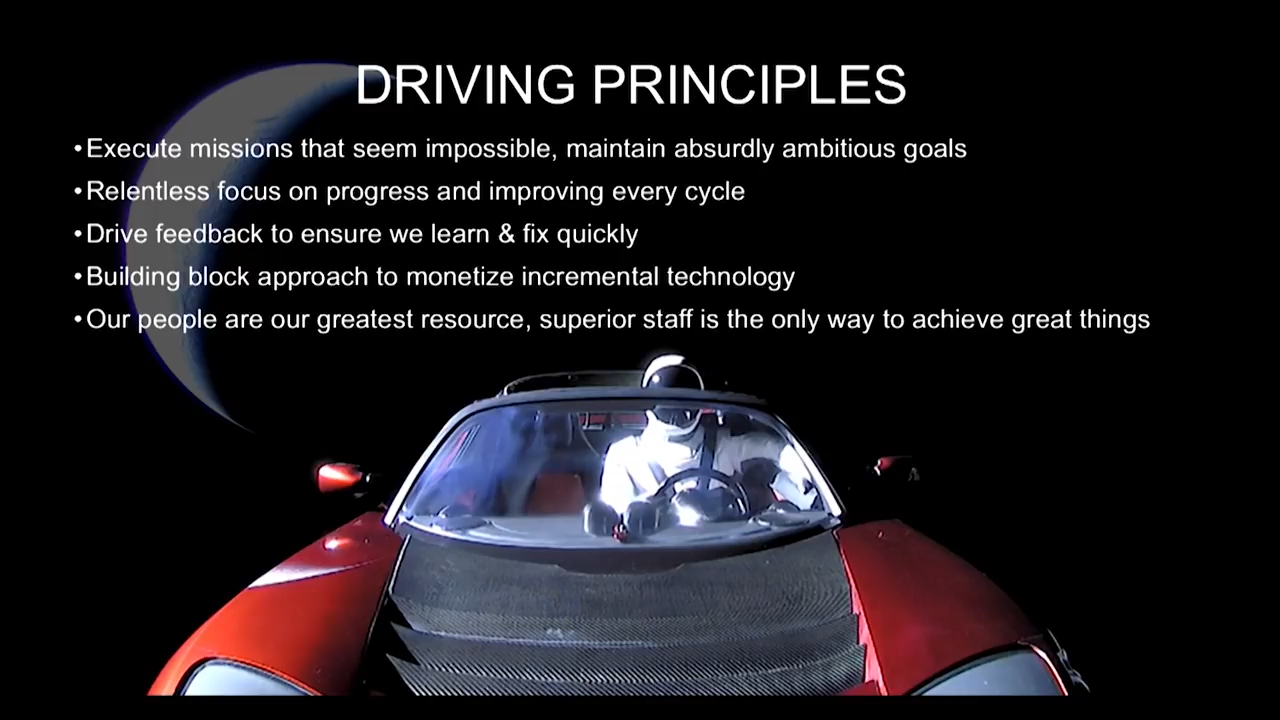 DRIVING PRINCIPLES
•Execute missions that seem impossible, maintain absurdly ambitious goals
•Relentless focus on progress and improving every cycle
•Drive feedback to ensure we learn & fix quickly
•Building block approach to monetize incremental technology
•Our people are our greatest resource, superior staff is the only way to achieve great things